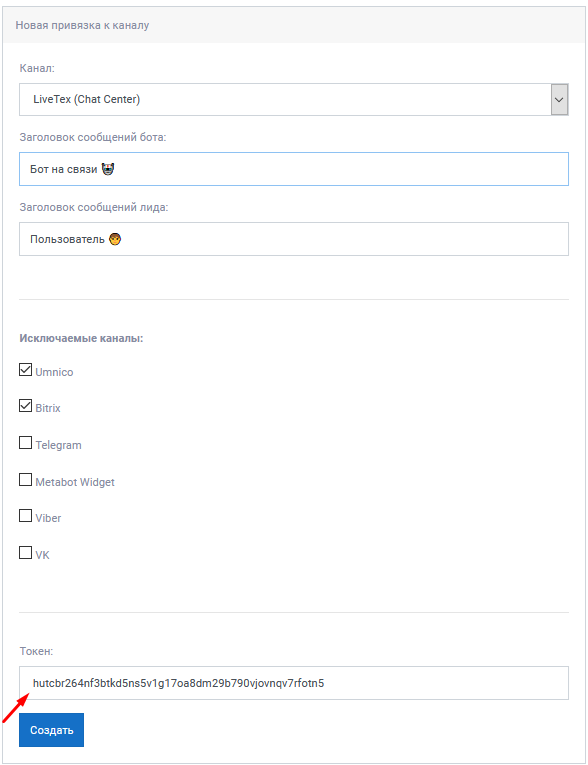 Новая привязка к каналу
Канал:
LiveTex (Chat Center)
Заголовок сообщений бота:
Бот на связи 🤡
Заголовок сообщений лида:
Пользователь 🧑
Исключаемые каналы:
Umnico
Bitrix
Telegram
Metabot Widget
Viber
VK
Токен:
hutcbr264nf3btkd5ns5v1g17oa8dm29b790vjovnqv7rfotn5
Создать